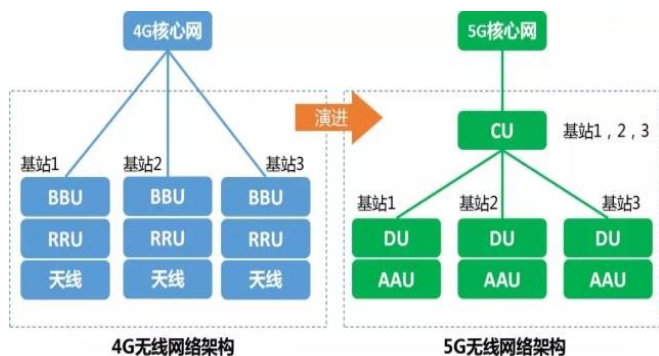 4G核心网
5G核心网
演进
CU
基站1，2，3
基站1
基站2
基站3
基站1
基站2
基站3
BBU
BBU
BBU
DU
DU
DU
RRU
RRU
RRU
AAU
AAU
AAU
天线
天线
天线
4G无线网络架构
5G无线网络架构